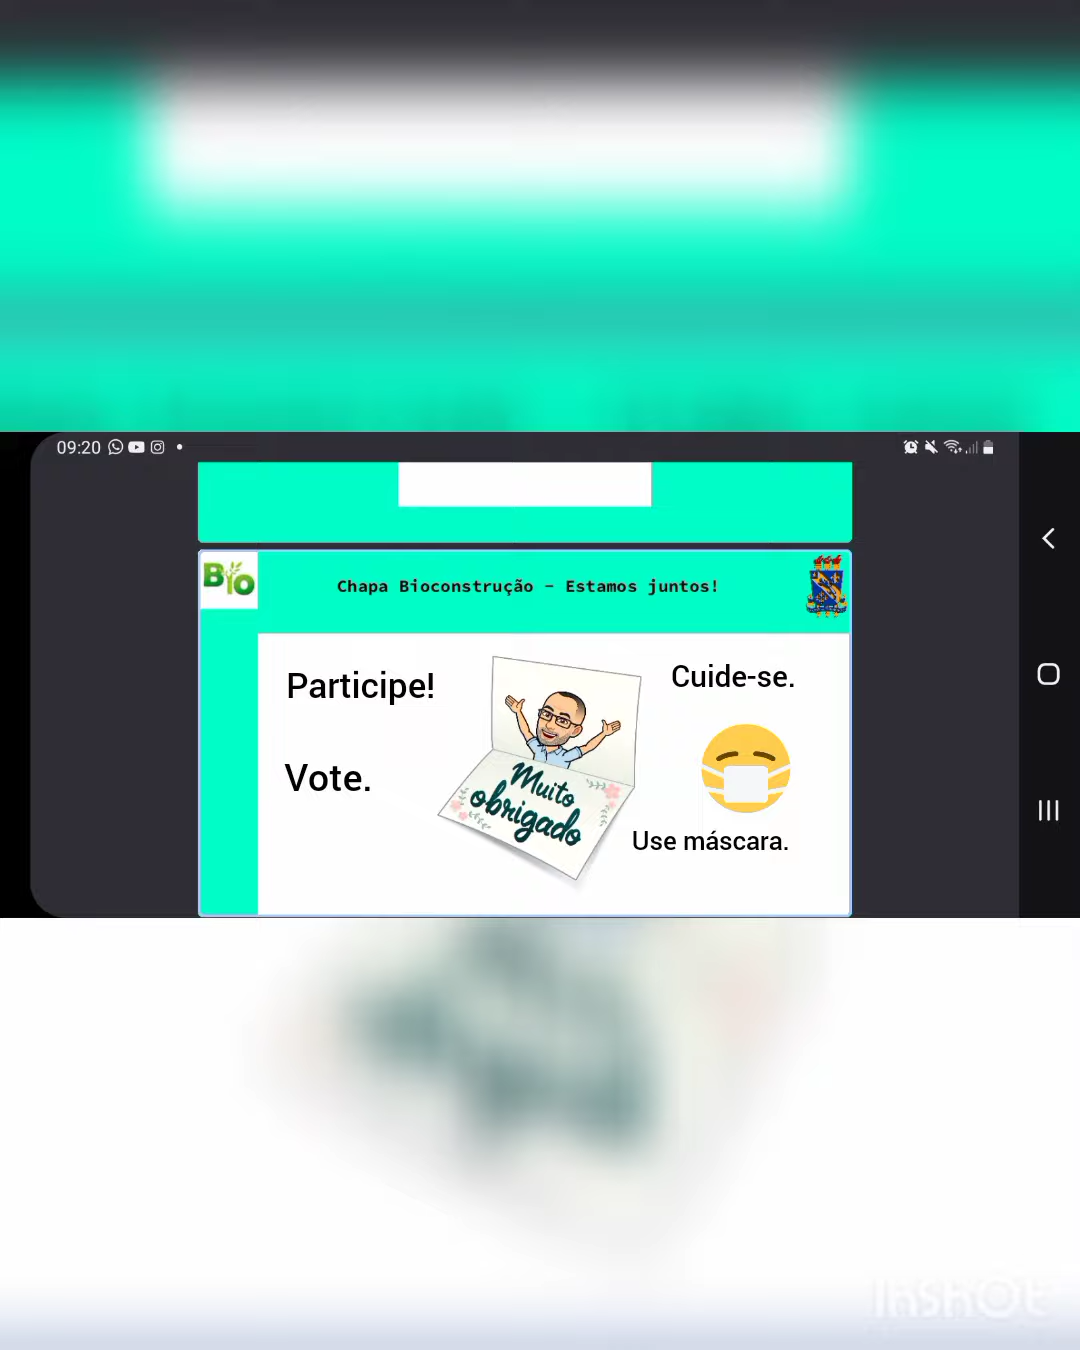 09:20
Bio
Chapa Bioconstrução - Estamos juntos!
Participe!
Vote.
Muito
obrigado
Cuide-se.
Use máscara.
InShOt